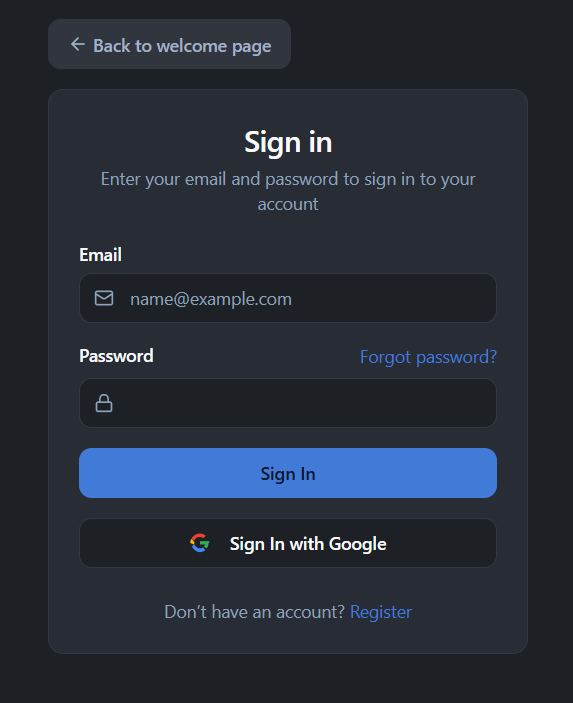 Back to welcome page
Sign in
Enter your email and password to sign in to your
account
Email
name@example.com
Password
Forgot password?
Sign In
Sign In with Google
Don't have an account? Register